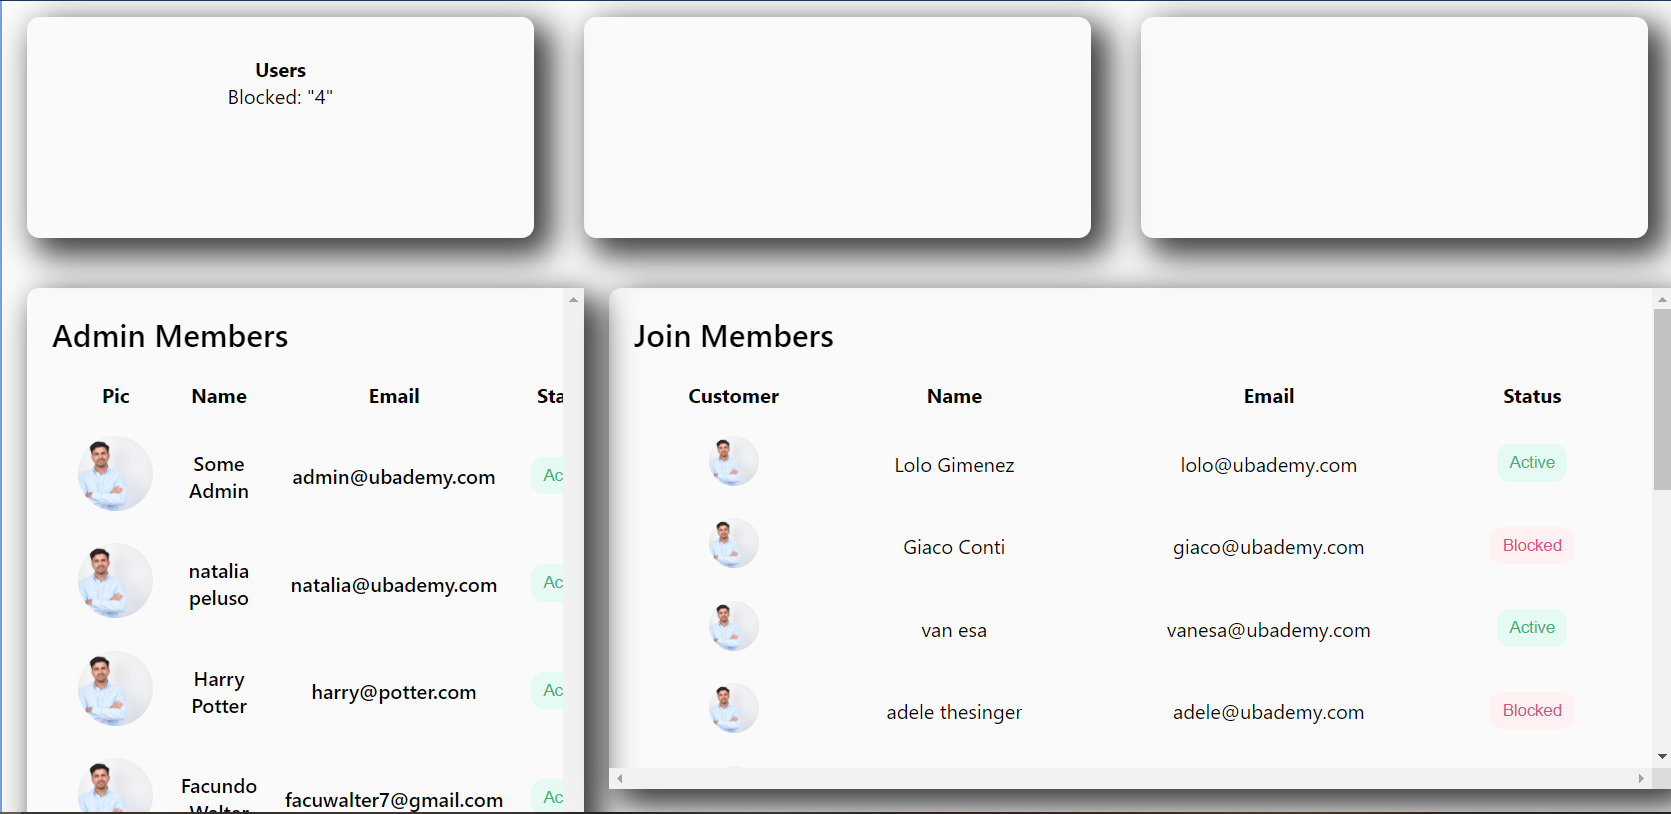 Users
Blocked: "4"
Admin Members
Pic Name Email Sta
Some
Admin
admin@ubademy.com
Ac
natalia
peluso
natalia@ubademy.com
Ac
Harry
Potter
harry@potter.com
Ac
Facundo
Walter
facuwalter7@gmail.com
Ac
Join Members
Customer Name Email Status
Lolo Gimenez lolo@ubademy.com Active
Giaco Conti giaco@ubademy.com Blocked
van esa vanesa@ubademy.com Active
adele thesinger adele@ubademy.com Blocked